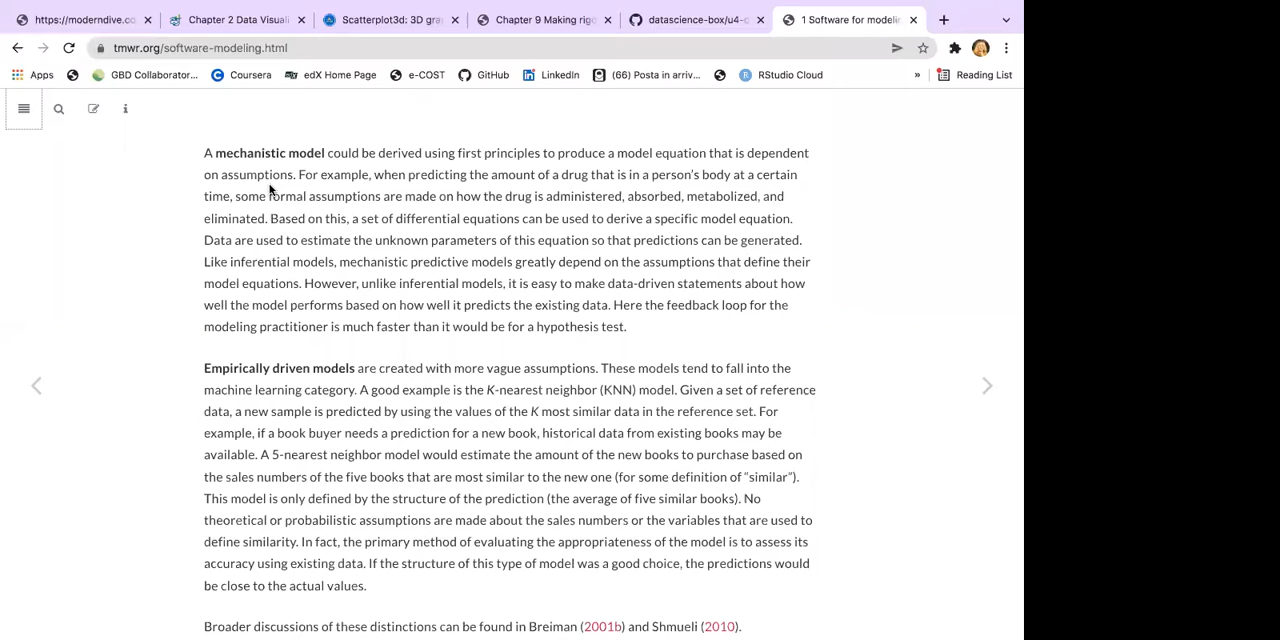 https://moderndive.co
Chapter 2 Data Visuali
Scatterplot3d: 3D gra
Chapter 9 Making rigo
datascience-box/u4-d
1 Software for modelin
tmwr.org/software-modeling.html
Apps
GBD Collaborator...
Coursera
edX Home Page
e-COST
GitHub
LinkedIn
(66) Posta in arriv...
RStudio Cloud
»
Reading List
A mechanistic model could be derived using first principles to produce a model equation that is dependent
on assumptions. For example, when predicting the amount of a drug that is in a person's body at a certain
time, some formal assumptions are made on how the drug is administered, absorbed, metabolized, and
eliminated. Based on this, a set of differential equations can be used to derive a specific model equation.
Data are used to estimate the unknown parameters of this equation so that predictions can be generated.
Like inferential models, mechanistic predictive models greatly depend on the assumptions that define their
model equations. However, unlike inferential models, it is easy to make data-driven statements about how
well the model performs based on how well it predicts the existing data. Here the feedback loop for the
modeling practitioner is much faster than it would be for a hypothesis test.
Empirically driven models are created with more vague assumptions. These models tend to fall into the
machine learning category. A good example is the K-nearest neighbor (KNN) model. Given a set of reference
data, a new sample is predicted by using the values of the K most similar data in the reference set. For
example, if a book buyer needs a prediction for a new book, historical data from existing books may be
available. A 5-nearest neighbor model would estimate the amount of the new books to purchase based on
the sales numbers of the five books that are most similar to the new one (for some definition of “similar”).
This model is only defined by the structure of the prediction (the average of five similar books). No
theoretical or probabilistic assumptions are made about the sales numbers or the variables that are used to
define similarity. In fact, the primary method of evaluating the appropriateness of the model is to assess its
accuracy using existing data. If the structure of this type of model was a good choice, the predictions would
be close to the actual values.
Broader discussions of these distinctions can be found in Breiman (2001b) and Shmueli (2010).